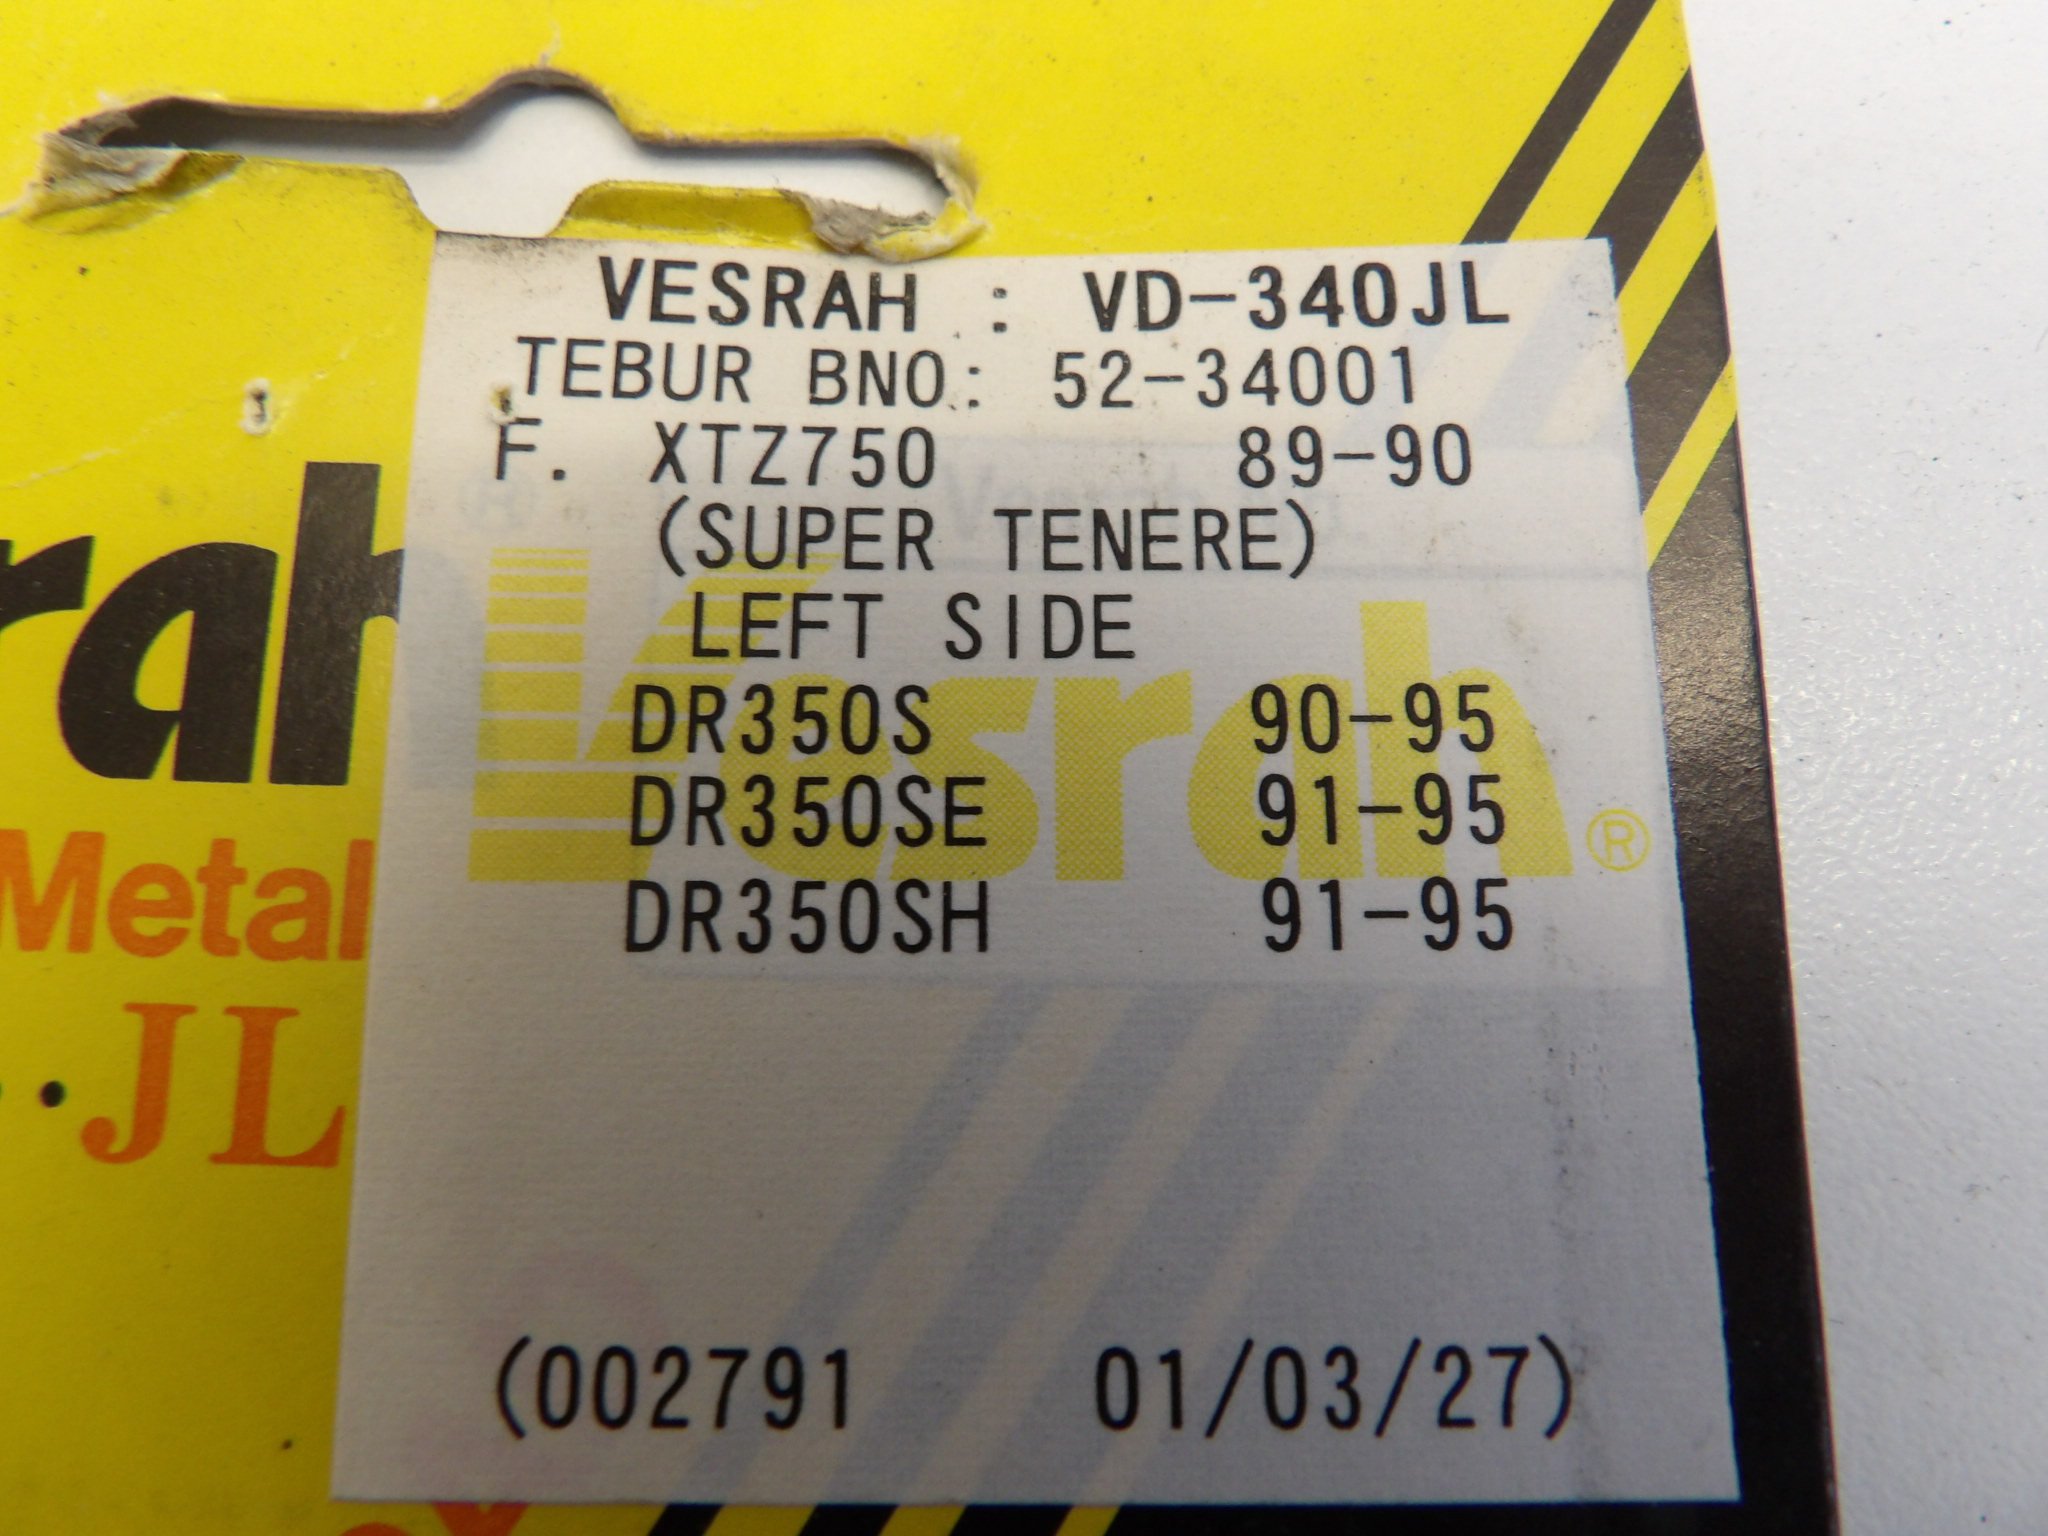 VESRAH : VD-340JL
TEBUR BNO: 52-34001
F. XTZ750 89-90
(SUPER TENERE)
LEFT SIDE
DR350S 90-95
DR350SE 91-95
DR350SH 91-95
(002791 01/03/27)
Vesrah ®
rah
Metal
..JL